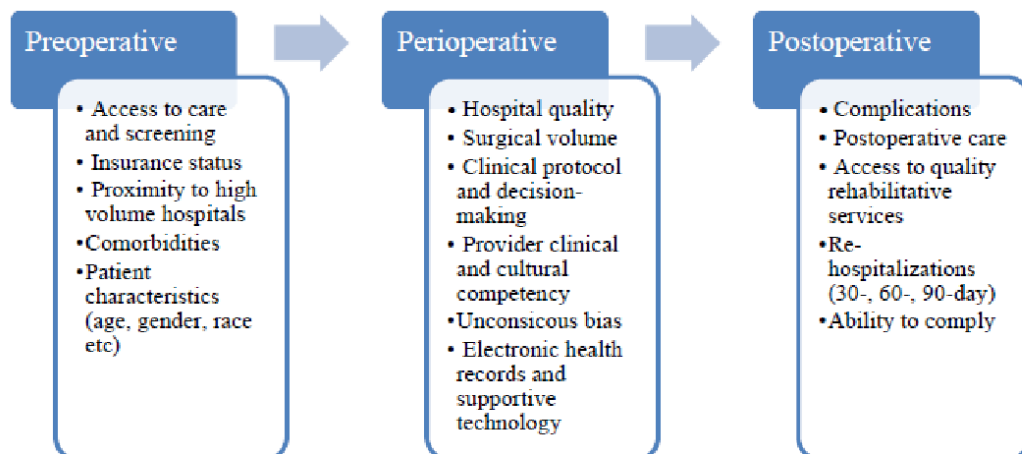 Preoperative
• Access to care
and screening
• Insurance status
• Proximity to high
volume hospitals
•Comorbidities
•Patient
characteristics
(age, gender, race
etc)
Perioperative
• Hospital quality
• Surgical volume
• Clinical protocol
and decision-
making
• Provider clinical
and cultural
competency
•Unconsicous bias
• Electronic health
records and
supportive
technology
Postoperative
• Complications
• Postoperative care
• Access to quality
rehabilitative
services
•Re-
hospitalizations
(30-, 60-, 90-day)
•Ability to comply